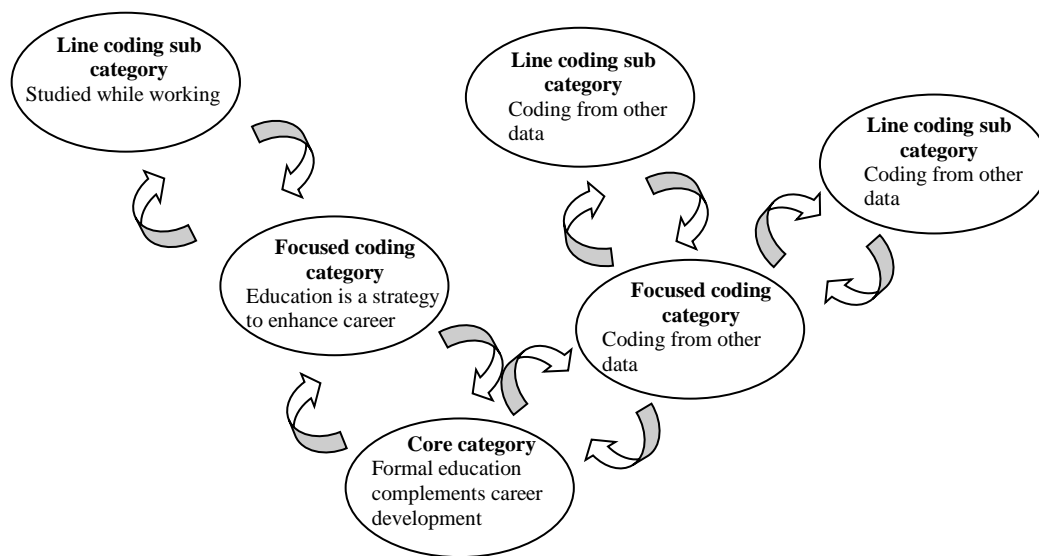 Line coding sub
category
Studied while working
Line coding sub
category
Coding from other
data
Line coding sub
category
Coding from other
data
Focused coding
category
Education is a strategy
to enhance career
Focused coding
category
Coding from other
data
Core category
Formal education
complements career
development